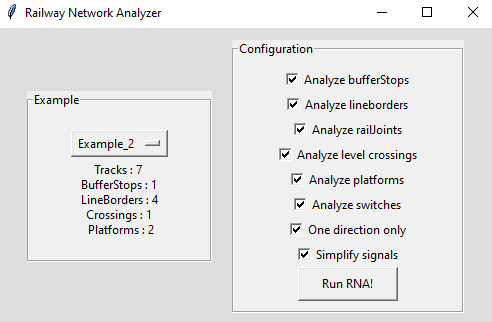 Railway Network Analyzer
Example
Example_2
Tracks : 7
BufferStops : 1
LineBorders : 4
Crossings : 1
Platforms : 2
Configuration
Analyze bufferStops
Analyze lineborders
Analyze railJoints
Analyze level crossings
Analyze platforms
Analyze switches
One direction only
Simplify signals
Run RNA!